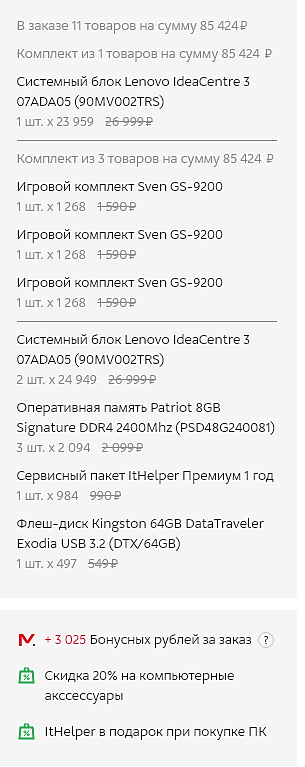 В заказе 11 товаров на сумму 85 424 ₽
Комплект из 1 товаров на сумму 85 424 ₽
Системный блок Lenovo IdeaCentre 3
07ADA05 (90MV002TRS)
1 шт. x 23 959 26 999 ₽
Комплект из 3 товаров на сумму 85 424 ₽
Игровой комплект Sven GS-9200
1 шт. x 1 268 1 590 ₽
Игровой комплект Sven GS-9200
1 шт. x 1 268 1 590 ₽
Игровой комплект Sven GS-9200
1 шт. x 1 268 1 590 ₽
Системный блок Lenovo IdeaCentre 3
07ADA05 (90MV002TRS)
2 шт. x 24 949 26 999 ₽
Оперативная память Patriot 8GB
Signature DDR4 2400Mhz (PSD48G240081)
3 шт. x 2 094 2 099 ₽
Сервисный пакет ItHelper Премиум 1 год
1 шт. x 984 990 ₽
Флеш-диск Kingston 64GB DataTraveler
Exodia USB 3.2 (DTX/64GB)
1 шт. x 497 549 ₽
+ 3 025 Бонусных рублей за заказ ?
Скидка 20% на компьютерные
акссессуары
ItHelper в подарок при покупке ПК